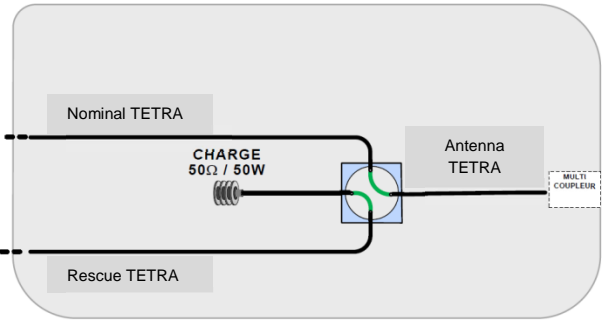 Nominal TETRA
CHARGE
50Ω / 50W
Antenna
TETRA
MULTI
COUPLEUR
Rescue TETRA